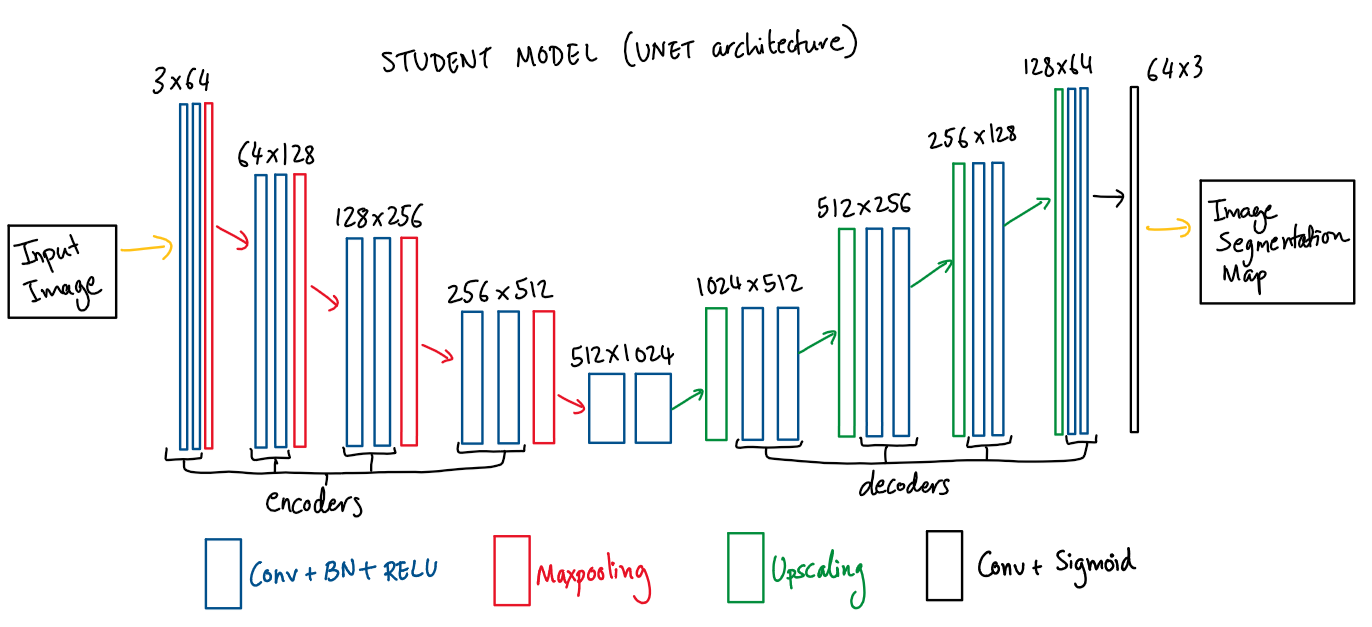 STUDENT MODEL (UNET architecture)
3x64
64x128
128x256
256x512
512x1024
1024x512
512x256
256x128
128x64
64x3
Input
Image
Image
Segmentation
Map
encoders
decoders
Conv + BN + RELU
Maxpooling
Upscaling
Conv + Sigmoid